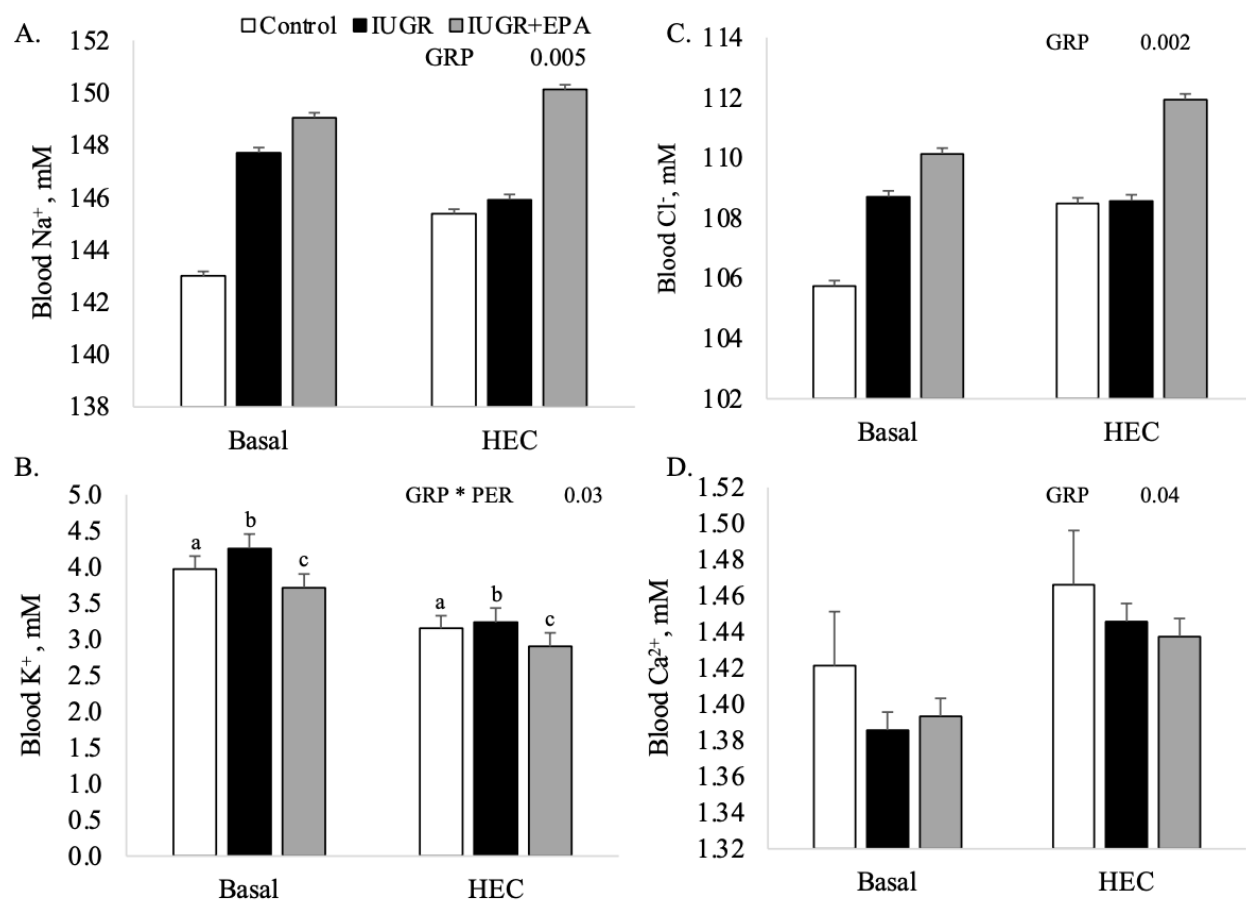 A.
Control IUGR IUGR+EPA
GRP 0.005
152
150
148
146
144
142
140
138
Blood Na⁺ , mM
Basal HEC
C.
GRP 0.002
114
112
110
108
106
104
102
Blood Cl⁻, mM
Basal HEC
B.
GRP * PER 0.03
5.0
4.5
4.0
3.5
3.0
2.5
2.0
1.5
1.0
0.5
0.0
Blood K⁺, mM
a b c a b c
Basal HEC
D.
GRP 0.04
1.52
1.50
1.48
1.46
1.44
1.42
1.40
1.38
1.36
1.34
1.32
Blood Ca²⁺, mM
Basal HEC